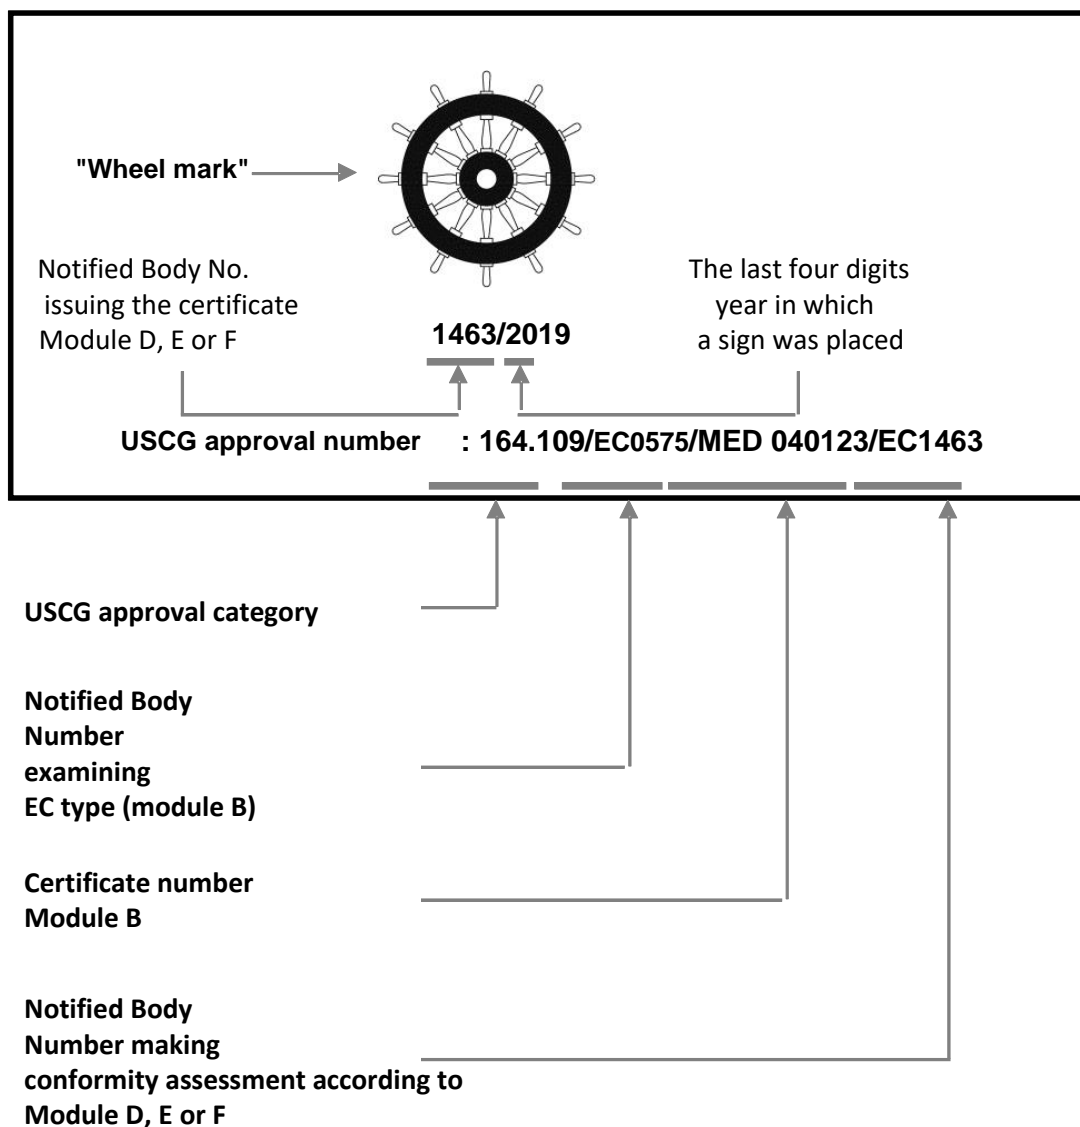 "Wheel mark"
Notified Body No.
issuing the certificate
Module D, E or F
The last four digits
year in which
a sign was placed
1463/2019
USCG approval number : 164.109/EC0575/MED 040123/EC1463
USCG approval category
Notified Body
Number
examining
EC type (module B)
Certificate number
Module B
Notified Body
Number making
conformity assessment according to
Module D, E or F